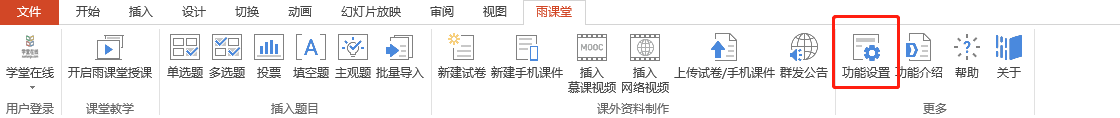 文件 开始 插入 设计 切换 动画 幻灯片放映 审阅 视图 雨课堂
学堂在线 开启雨课堂授课 单选题 多选题 投票 填空题 主观题 批量导入 新建试卷 新建手机课件 插入 慕课视频 插入 网络视频 上传试卷/手机课件 群发公告 功能设置 功能介绍 帮助 关于
MOOC
用户登录 课堂教学 插入题目 课外资料制作 更多